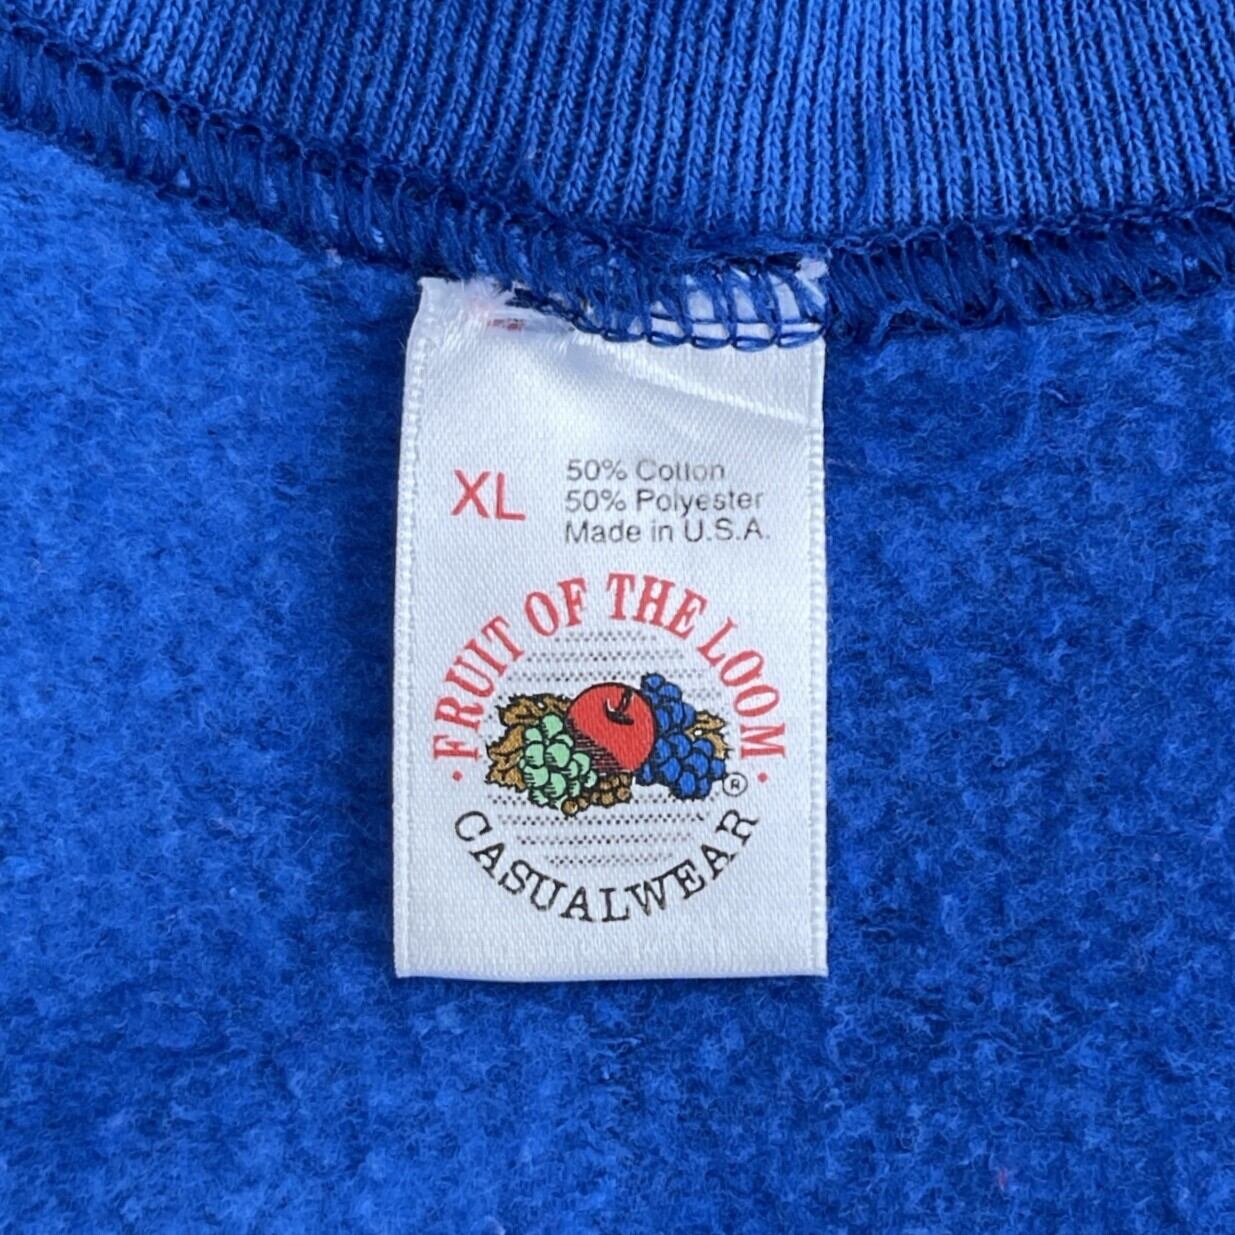 XL
50% Cotton
50% Polyester
Made in U.S.A.
· FRUIT OF THE LOOM ·
®
CASUALWEAR